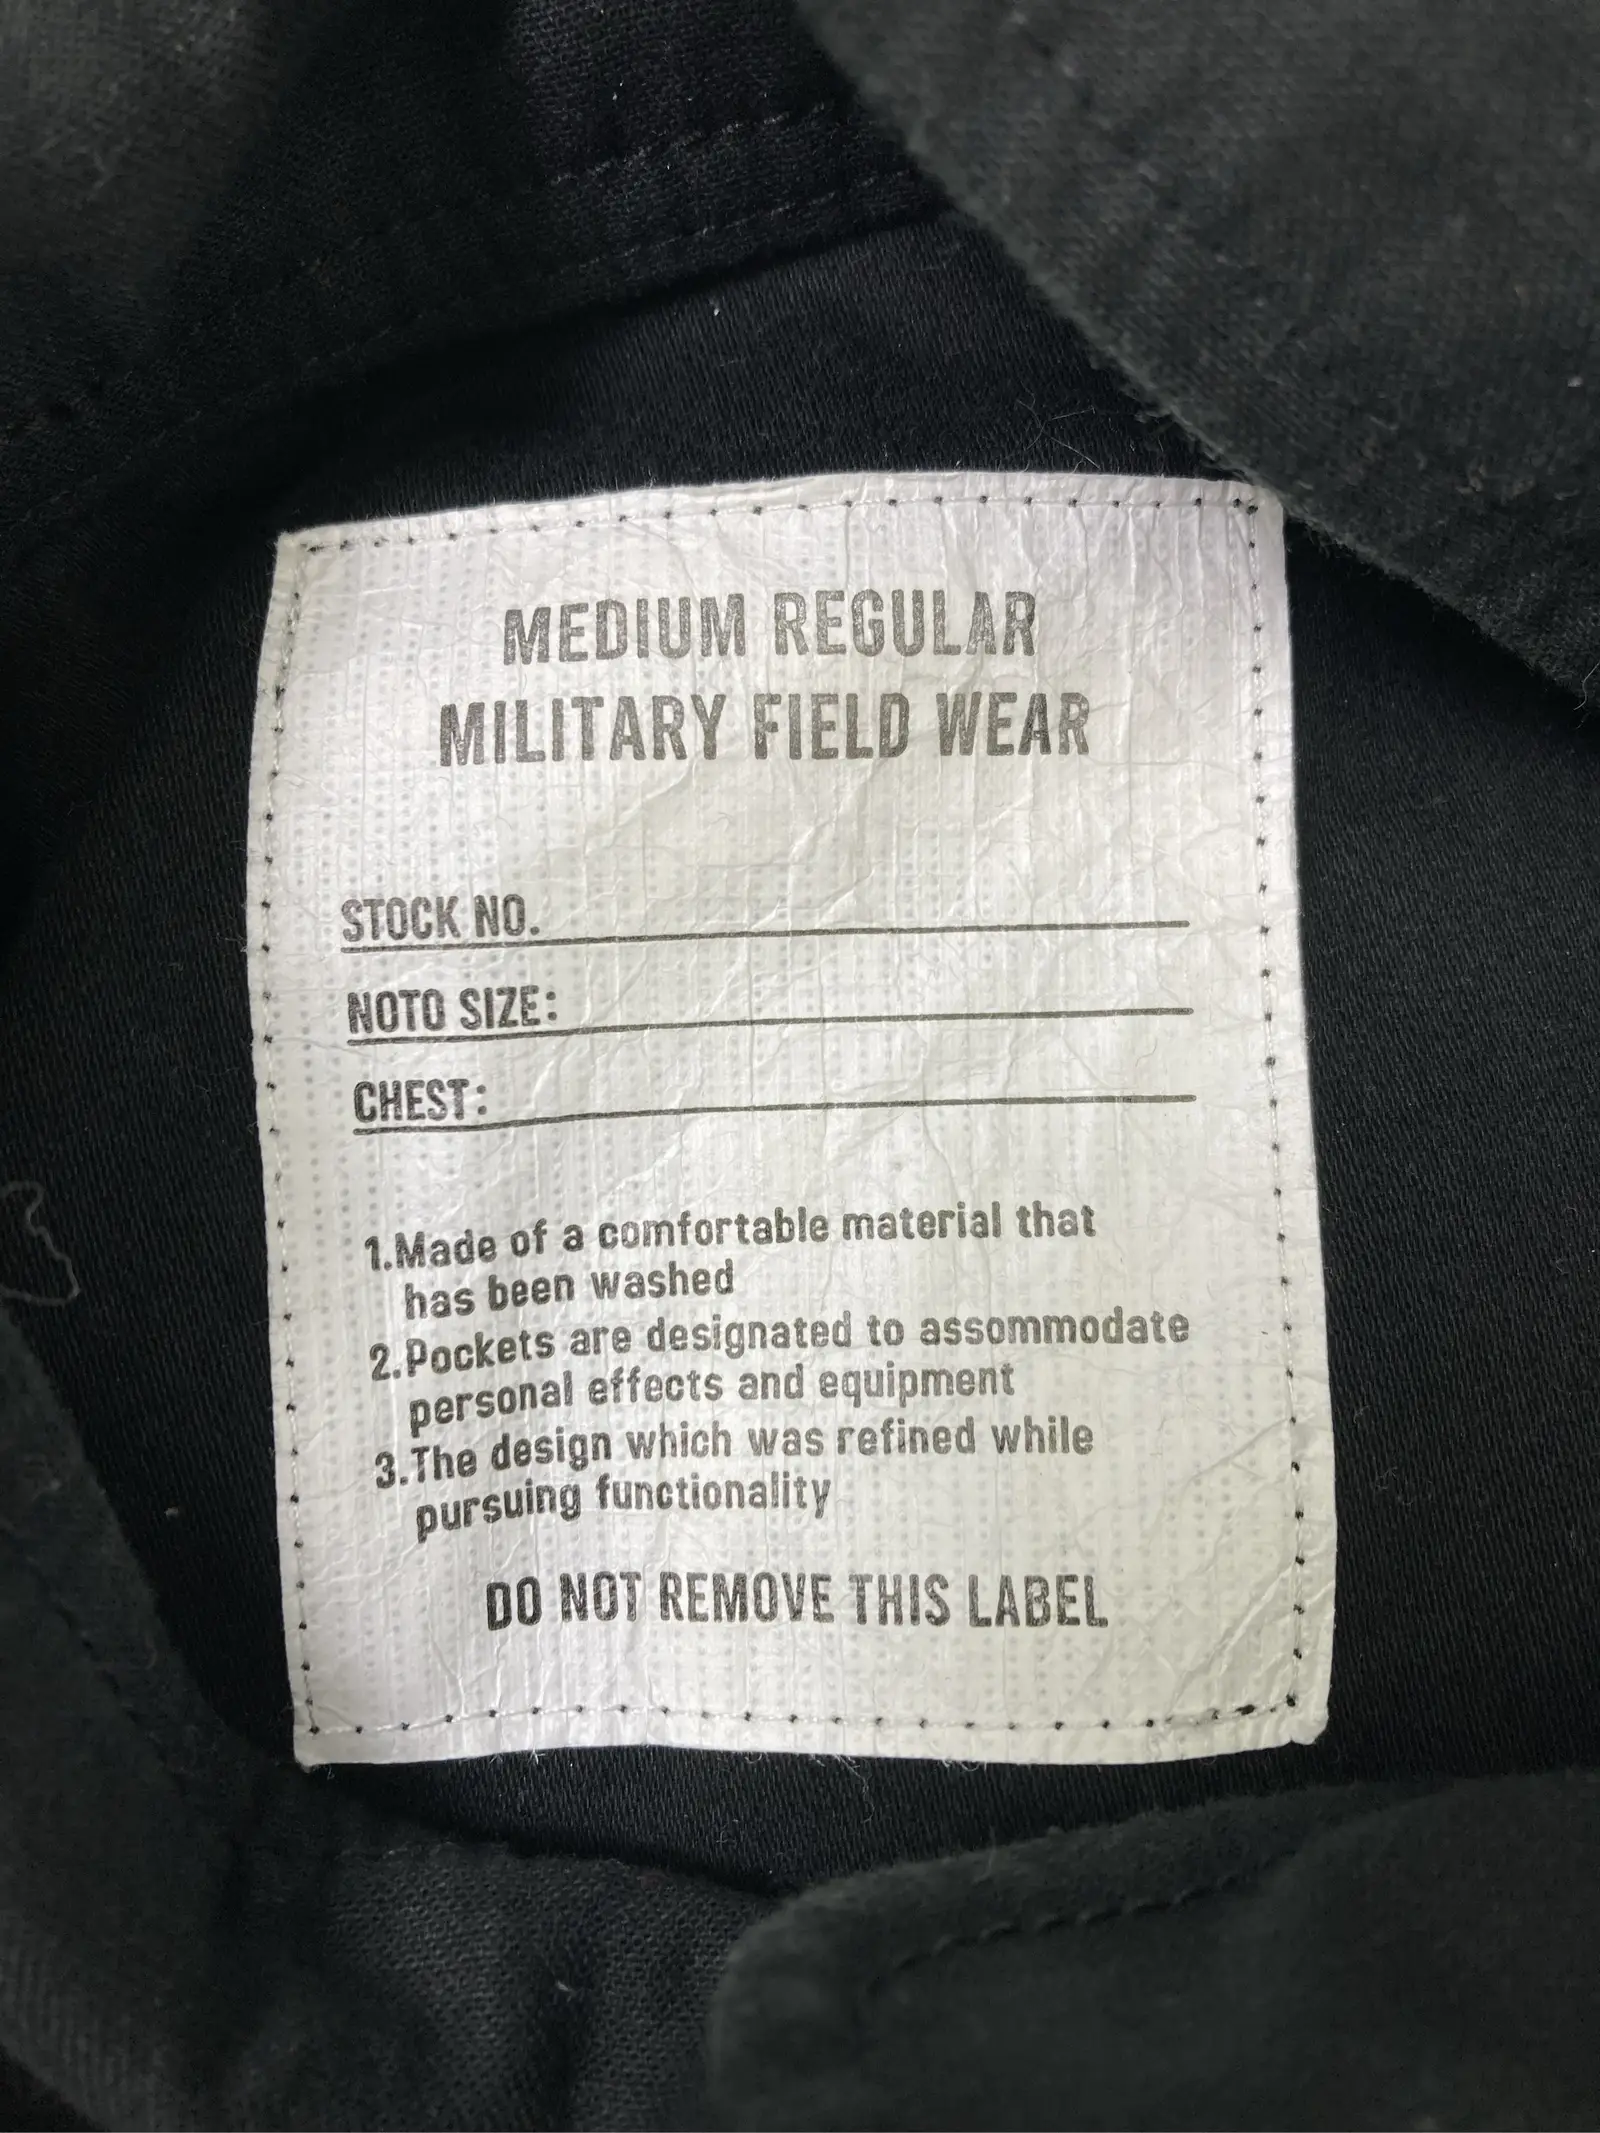 MEDIUM REGULAR
MILITARY FIELD WEAR
STOCK NO.
NOTO SIZE:
CHEST:
1.Made of a comfortable material that
has been washed
2.Pockets are designated to assommodate
personal effects and equipment
3.The design which was refined while
pursuing functionality
DO NOT REMOVE THIS LABEL